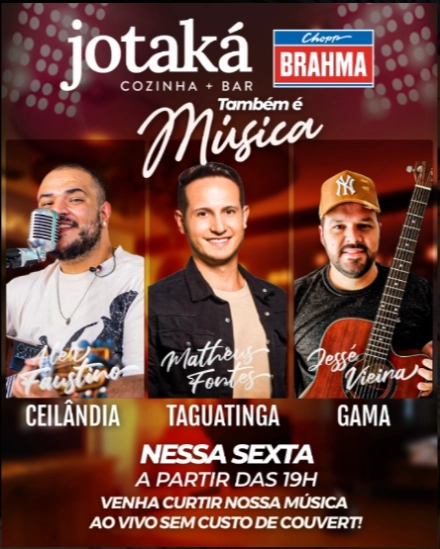 jotaká
COZINHA + BAR
Chopp
BRAHMA
Também é
Música
NY
Alex
Faustino
Matheus
Fontes
Jessé
Vieira
CEILÂNDIA
TAGUATINGA
GAMA
NESSA SEXTA
A PARTIR DAS 19H
VENHA CURTIR NOSSA MÚSICA
AO VIVO SEM CUSTO DE COUVERT!